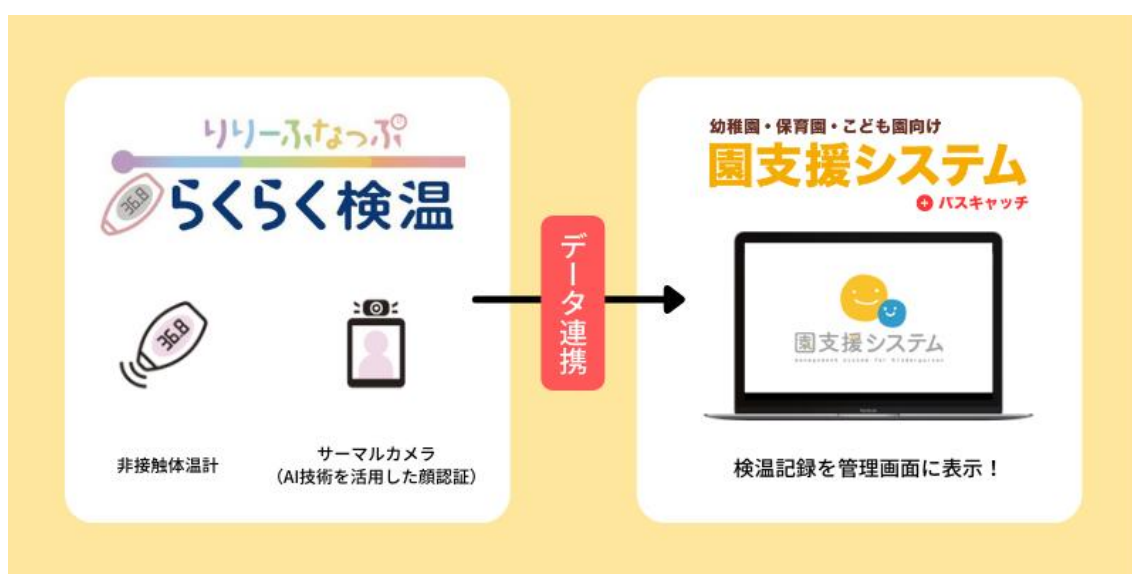 りりーふなっぷ
36.8
らくらく検温
36.8
非接触体温計
サーマルカメラ
（AI技術を活用した顔認証）
データ連携
幼稚園・保育園・こども園向け
園支援システム
バスキャッチ
園支援システム
management system for kindergarten
検温記録を管理画面に表示！